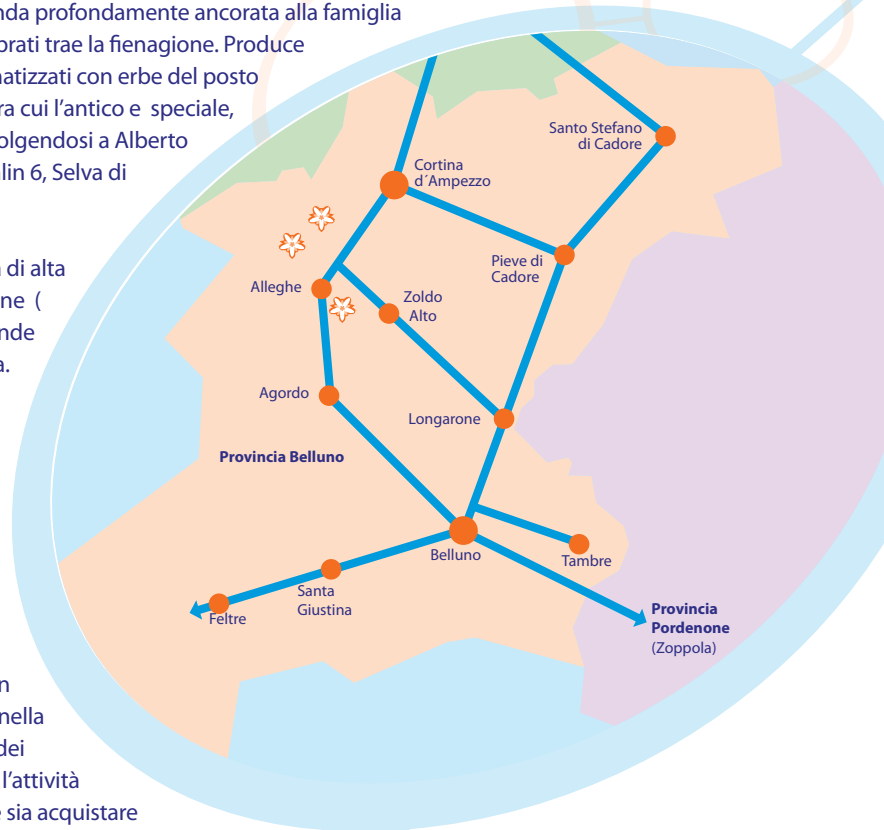 nda profondamente ancorata alla famiglia
prati trae la fienagione. Produce
natizzati con erbe del posto
ra cui l'antico e speciale,
olgendosi a Alberto
lin 6, Selva di
di alta
ne (
nde
a.
n
nella
dei
l'attività
e sia acquistare
Santo Stefano
di Cadore
Cortina
d´Ampezzo
Pieve di
Cadore
Alleghe
Zoldo
Alto
Agordo
Longarone
Provincia Belluno
Belluno
Tambre
Santa
Giustina
Feltre
Provincia
Pordenone
(Zoppola)